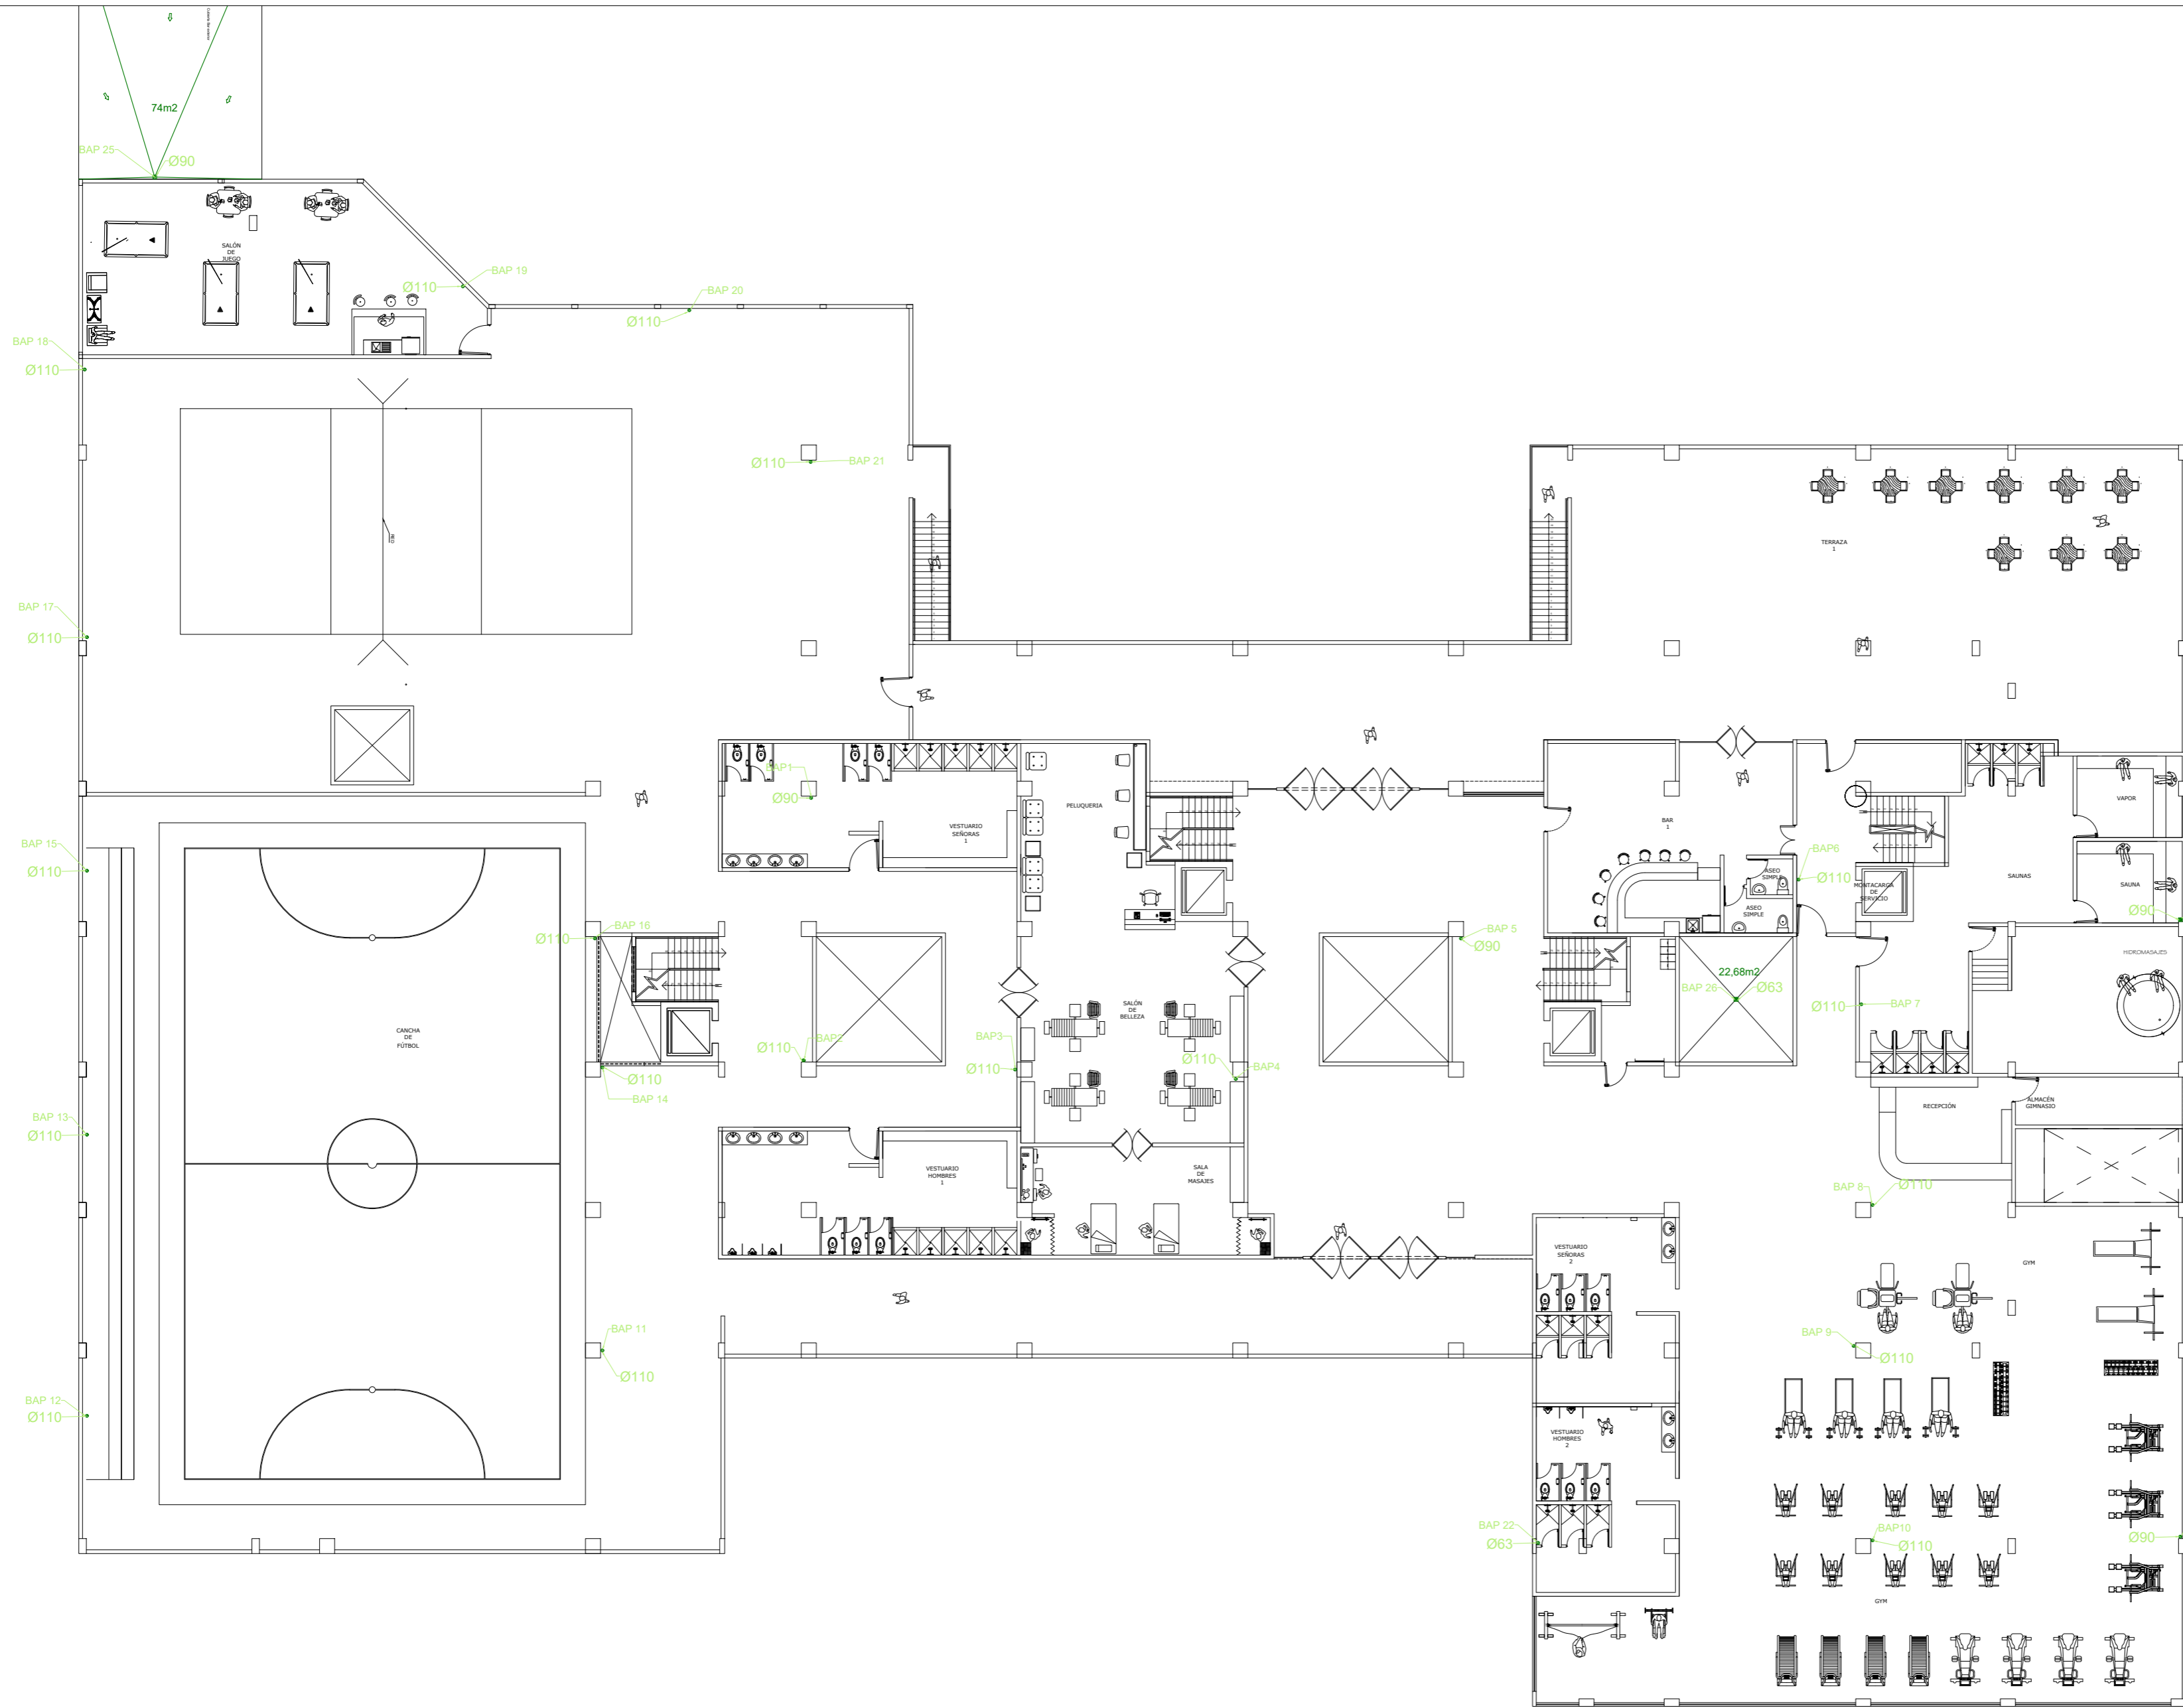 74m2
BAP 25
Ø90
SALÓN
DE
JUEGO
BAP 19
Ø110
BAP 20
Ø110
BAP 18
Ø110
Ø110
BAP 21
RED
TERRAZA
1
BAP 17
Ø110
BAP1
Ø90
VESTUARIO
SEÑORAS
1
PELUQUERIA
BAR
1
VAPOR
BAP 15
Ø110
ASEO
SIMPLE
BAP6
Ø110
MONTACARGA
DE
SERVICIO
SAUNAS
SAUNA
ASEO
SIMPLE
Ø90
BAP 16
Ø110
BAP 5
Ø90
HIDROMASAJES
22,68m2
BAP 26
Ø63
Ø110
BAP 7
SALÓN
DE
BELLEZA
CANCHA
DE
FÚTBOL
BAP2
Ø110
BAP3
Ø110
Ø110
BAP4
Ø110
BAP 14
RECEPCIÓN
ALMACÉN
GIMNASIO
BAP 13
Ø110
VESTUARIO
HOMBRES
1
SALA
DE
MASAJES
BAP 8
Ø110
VESTUARIO
SEÑORAS
2
GYM
BAP 11
Ø110
BAP 9
Ø110
BAP 12
Ø110
VESTUARIO
HOMBRES
2
BAP 22
Ø63
BAP10
Ø110
Ø90
GYM